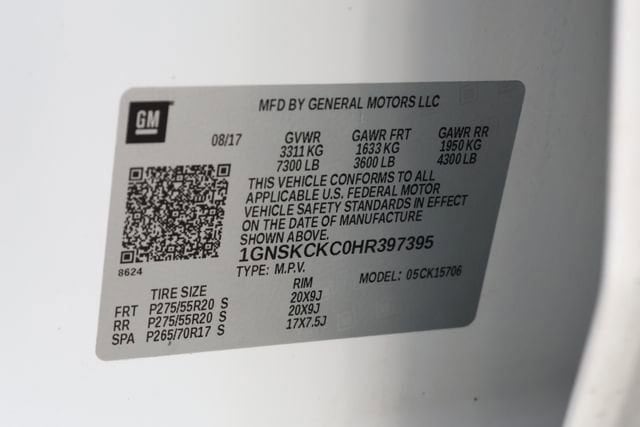 GM
MFD BY GENERAL MOTORS LLC
08/17 GVWR GAWR FRT GAWR RR
3311 KG 1633 KG 1950 KG
7300 LB 3600 LB 4300 LB
THIS VEHICLE CONFORMS TO ALL
APPLICABLE U.S. FEDERAL MOTOR
VEHICLE SAFETY STANDARDS IN EFFECT
ON THE DATE OF MANUFACTURE
SHOWN ABOVE.
1GNSKCKC0HR397395
8624
TYPE: M.P.V. MODEL: 05CK15706
TIRE SIZE RIM
FRT P275/55R20 S 20X9J
RR P275/55R20 S 20X9J
SPA P265/70R17 S 17X7.5J